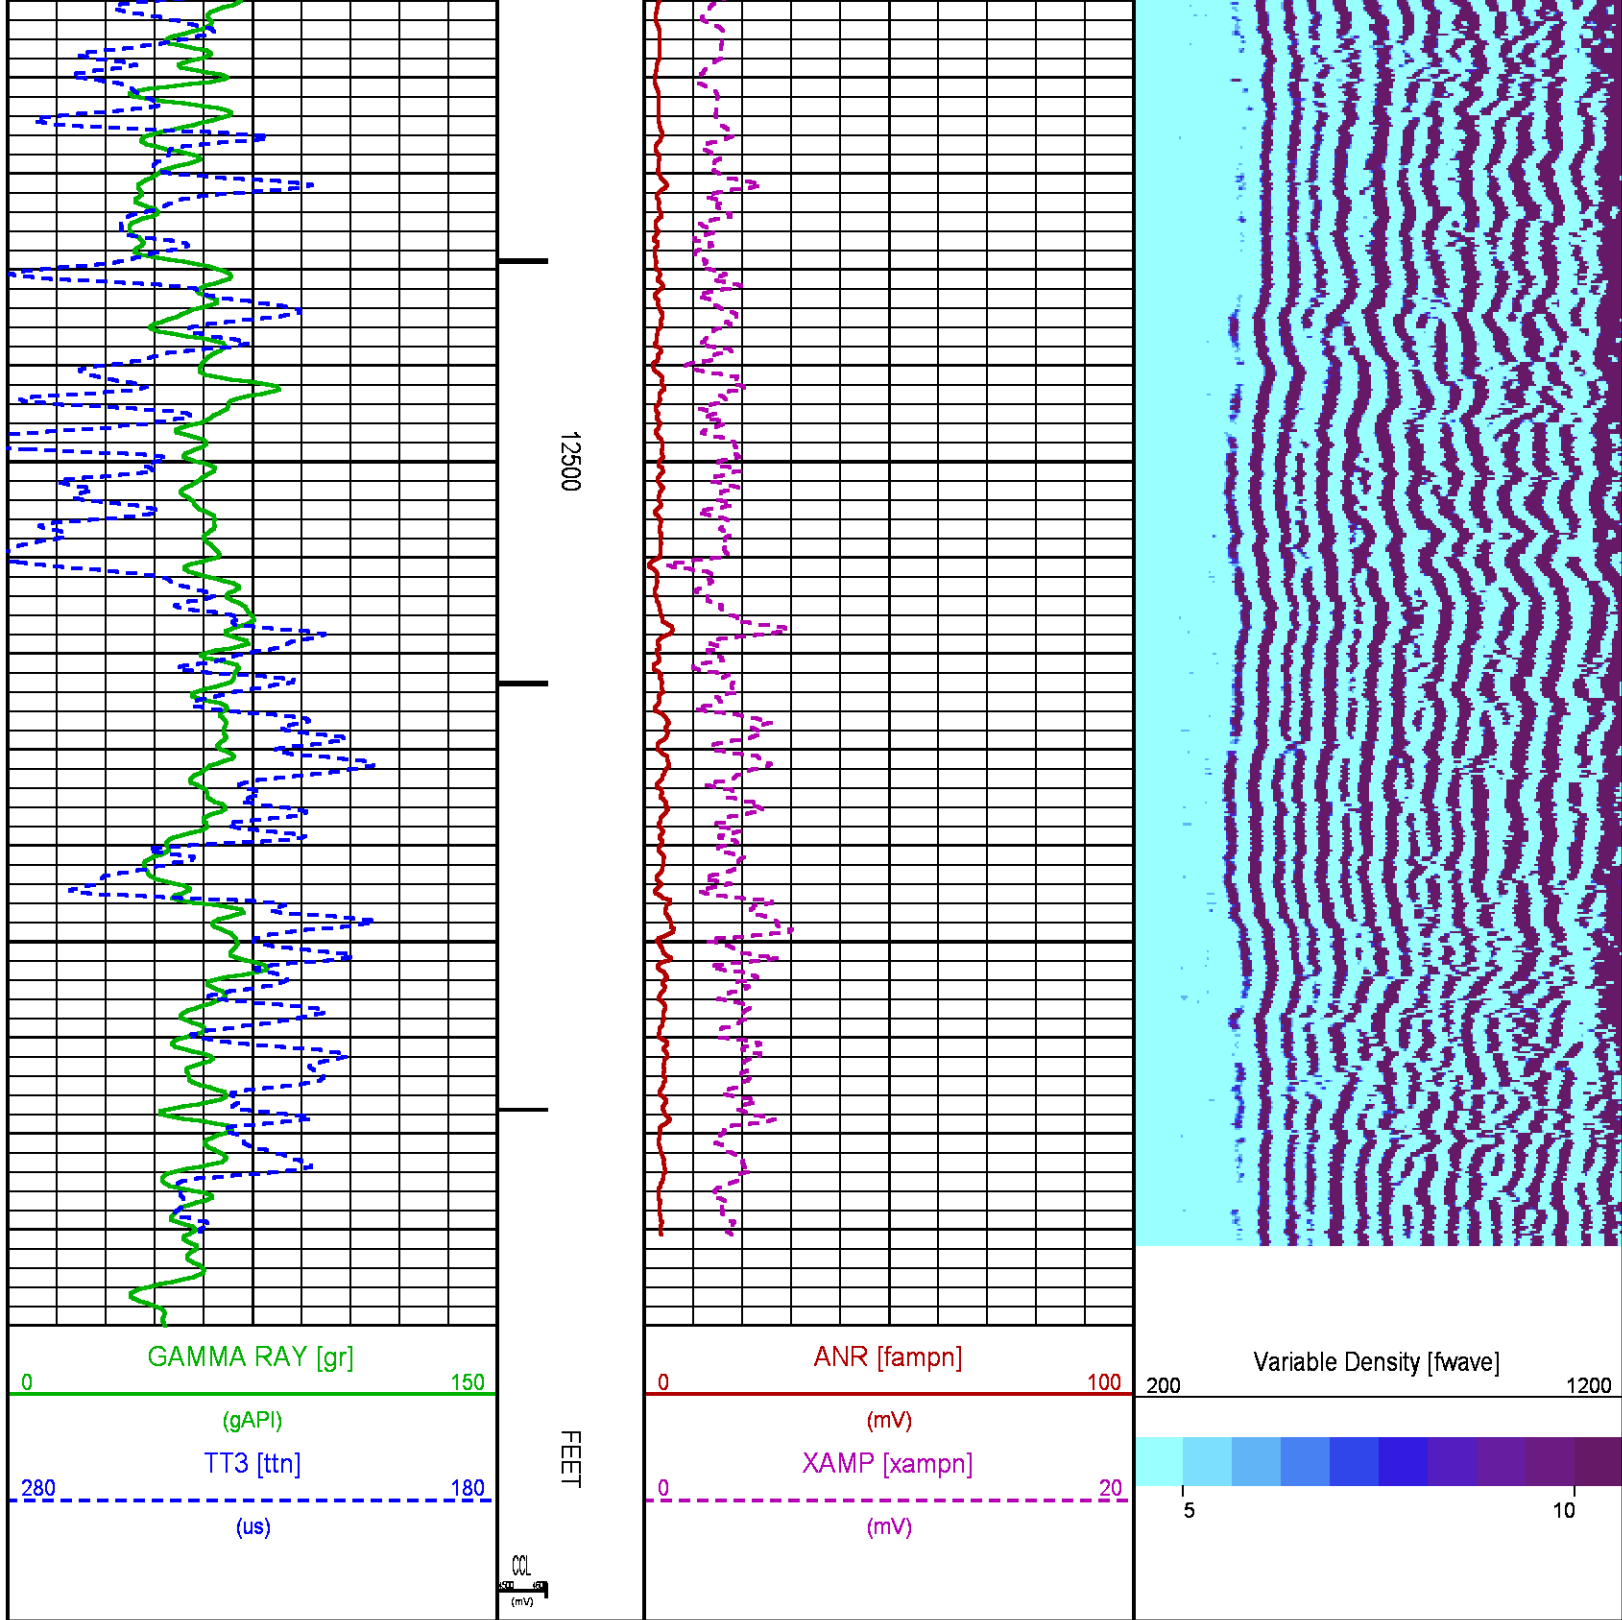 12500
GAMMA RAY [gr]
0 150
(gAPI)
TT3 [ttn]
280 180
(us)
FEET
CCL
(mV)
ANR [fampn]
0 100
(mV)
XAMP [xampn]
0 20
(mV)
Variable Density [fwave]
200 1200
5 10